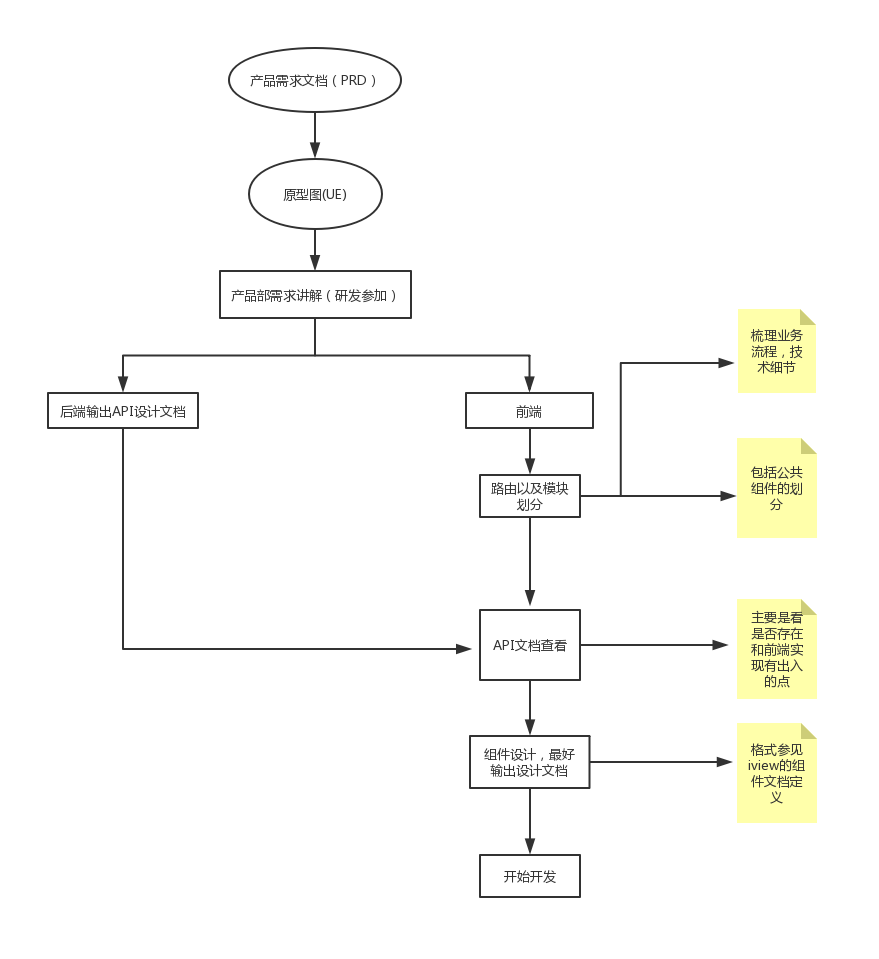 产品需求文档（PRD）
原型图(UE)
产品部需求讲解（研发参加）
后端输出API设计文档
前端
路由以及模块
划分
梳理业务
流程，技
术细节
包括公共
组件的划
分
API文档查看
主要是看
是否存在
和前端实
现有出入
的点
组件设计，最好
输出设计文档
格式参见
iview的组
件文档定
义
开始开发